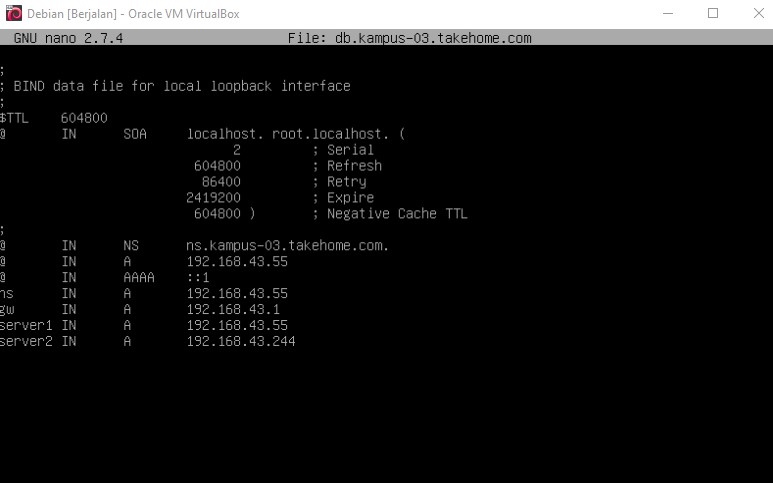 Debian [Berjalan] - Oracle VM VirtualBox
GNU nano 2.7.4 File: db.kampus-03.takehome.com
;
; BIND data file for local loopback interface
;
$TTL 604800
@ IN SOA localhost. root.localhost. (
2 ; Serial
604800 ; Refresh
86400 ; Retry
2419200 ; Expire
604800 ) ; Negative Cache TTL
;
@ IN NS ns.kampus-03.takehome.com.
@ IN A 192.168.43.55
@ IN AAAA ::1
ns IN A 192.168.43.55
gw IN A 192.168.43.1
server1 IN A 192.168.43.55
server2 IN A 192.168.43.244